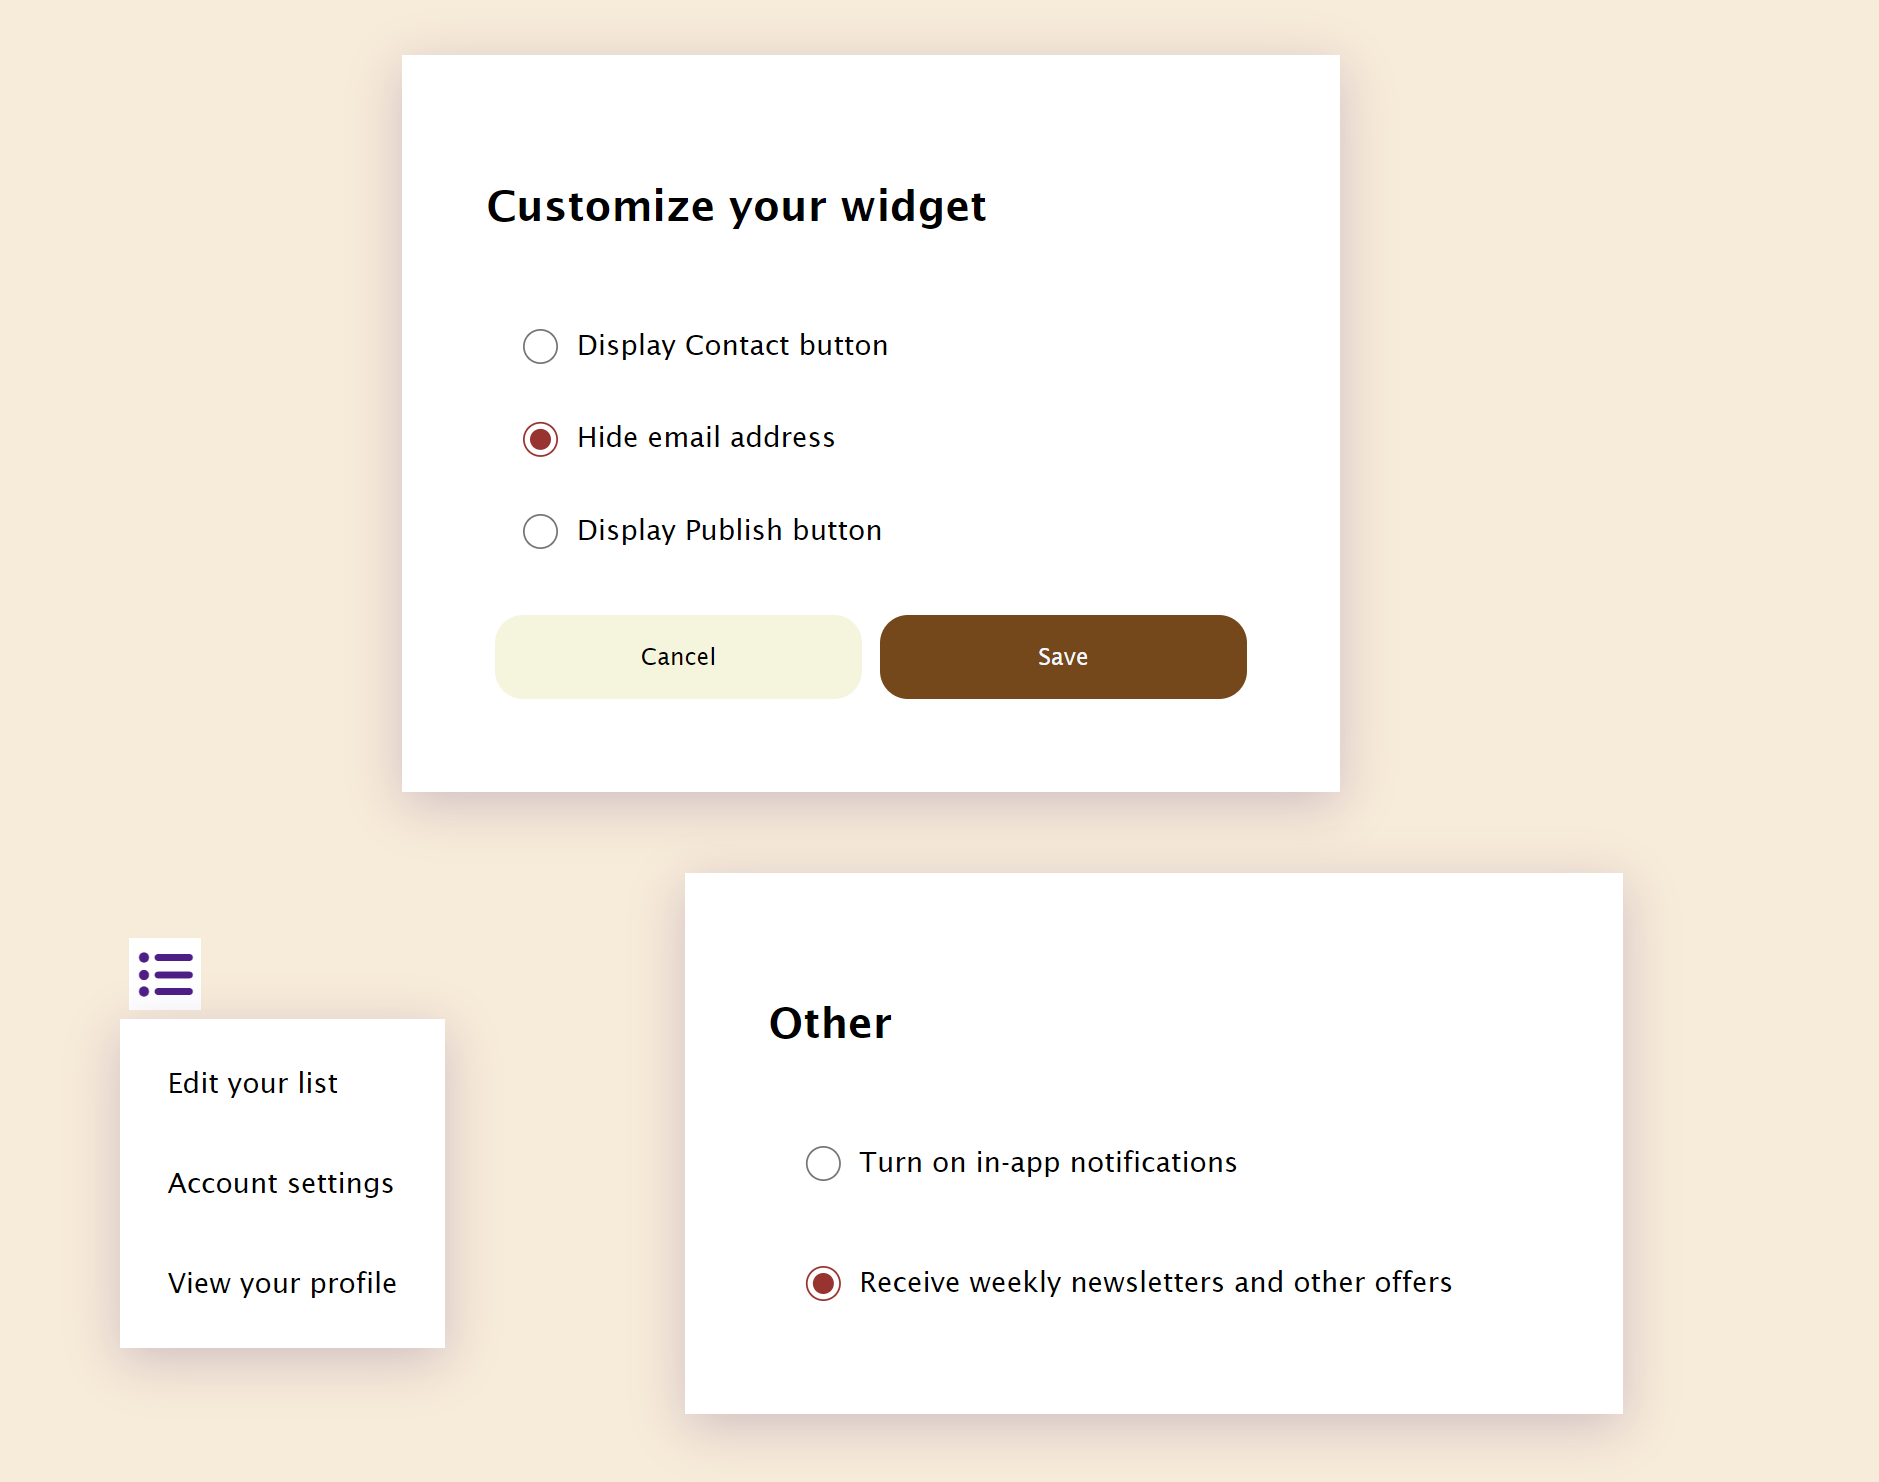 Customize your widget
Display Contact button
Hide email address
Display Publish button
Cancel
Save
Edit your list
Account settings
View your profile
Other
Turn on in-app notifications
Receive weekly newsletters and other offers